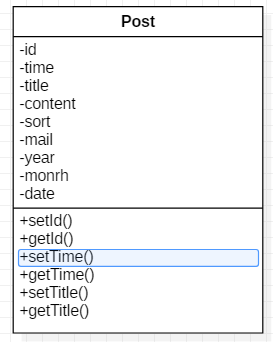 Post
-id
-time
-title
-content
-sort
-mail
-year
-monrh
-date
+setId()
+getId()
+setTime()
+getTime()
+setTitle()
+getTitle()